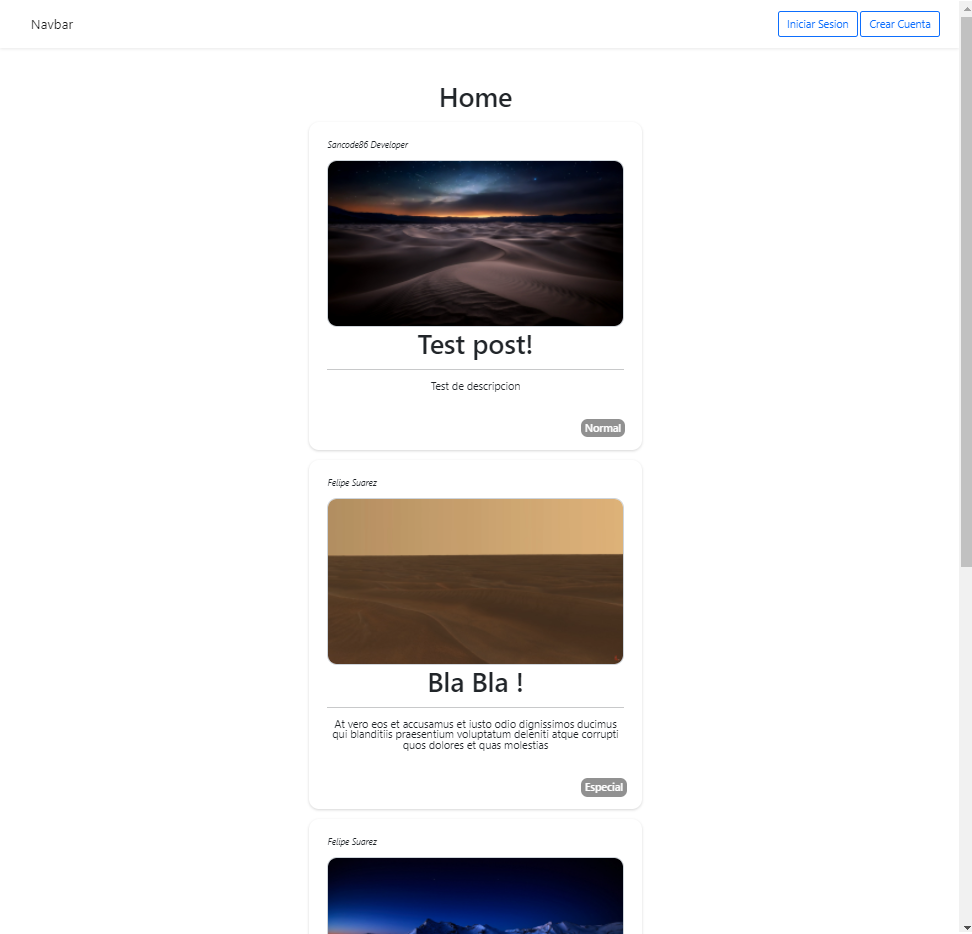 Navbar
Iniciar Sesion
Crear Cuenta
Home
Sancode86 Developer
Test post!
Test de descripcion
Normal
Felipe Suarez
Bla Bla !
At vero eos et accusamus et iusto odio dignissimos ducimus
qui blanditiis praesentium voluptatum deleniti atque corrupti
quos dolores et quas molestias
Especial
Felipe Suarez